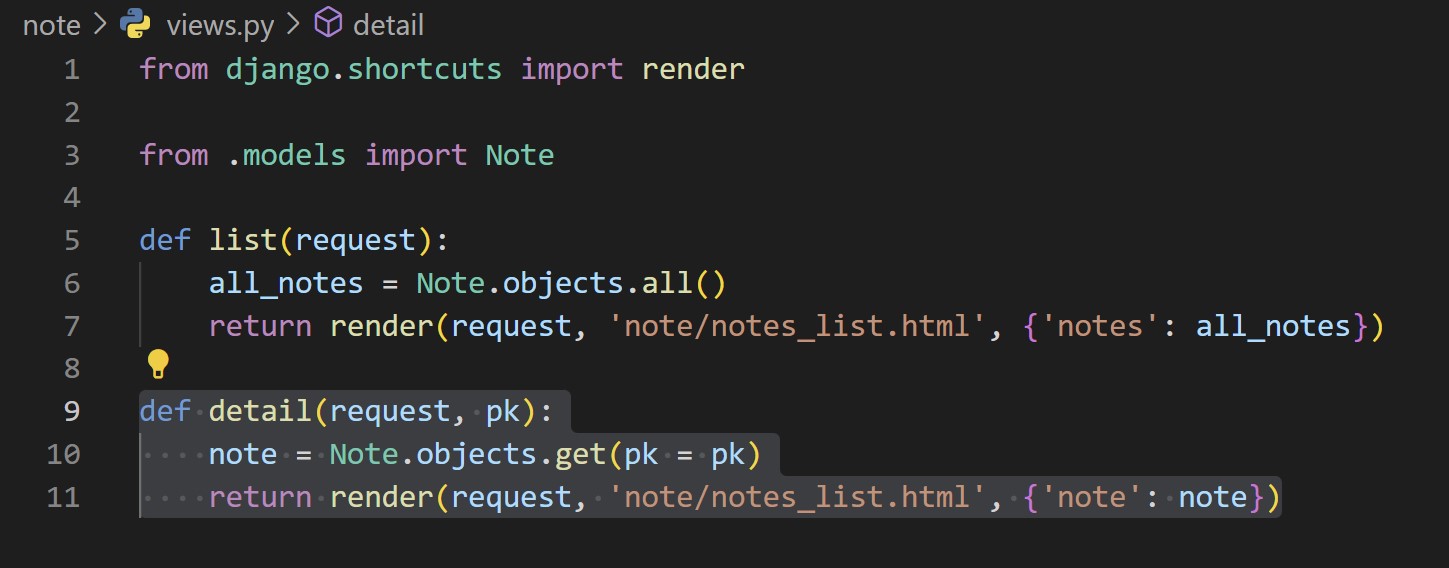 note > views.py > detail
1 from django.shortcuts import render
2
3 from .models import Note
4
5 def list(request):
6     all_notes = Note.objects.all()
7     return render(request, 'note/notes_list.html', {'notes': all_notes})
8
9 def detail(request, pk):
10     note = Note.objects.get(pk = pk)
11     return render(request, 'note/notes_list.html', {'note': note})